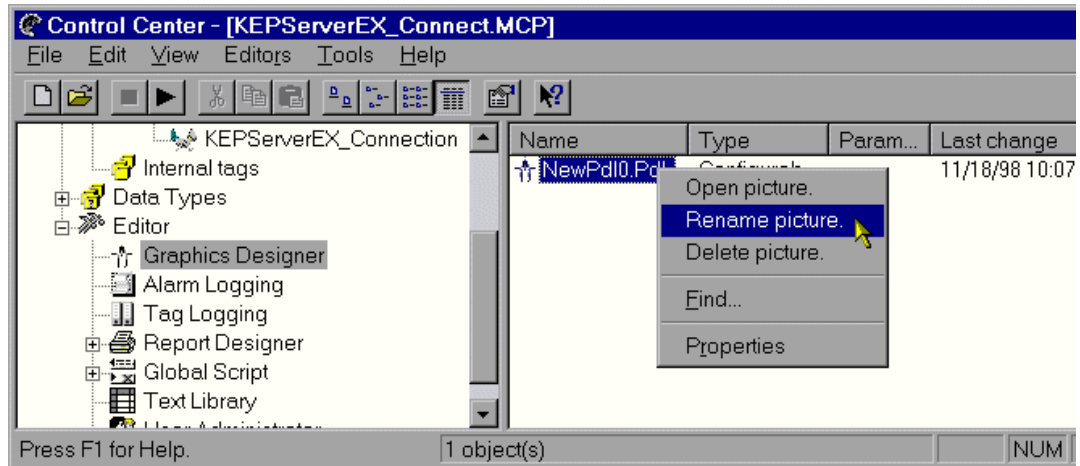 Control Center - [KEPServerEX_Connect.MCP]
File Edit View Editors Tools Help
KEPServerEX_Connection
Internal tags
Data Types
Editor
Graphics Designer
Alarm Logging
Tag Logging
Report Designer
Global Script
Text Library
User Administrator
Name Type Param... Last change
NewPdl0.Pdl 11/18/98 10:07
Open picture.
Rename picture.
Delete picture.
Find...
Properties
Press F1 for Help. 1 object(s) NUM